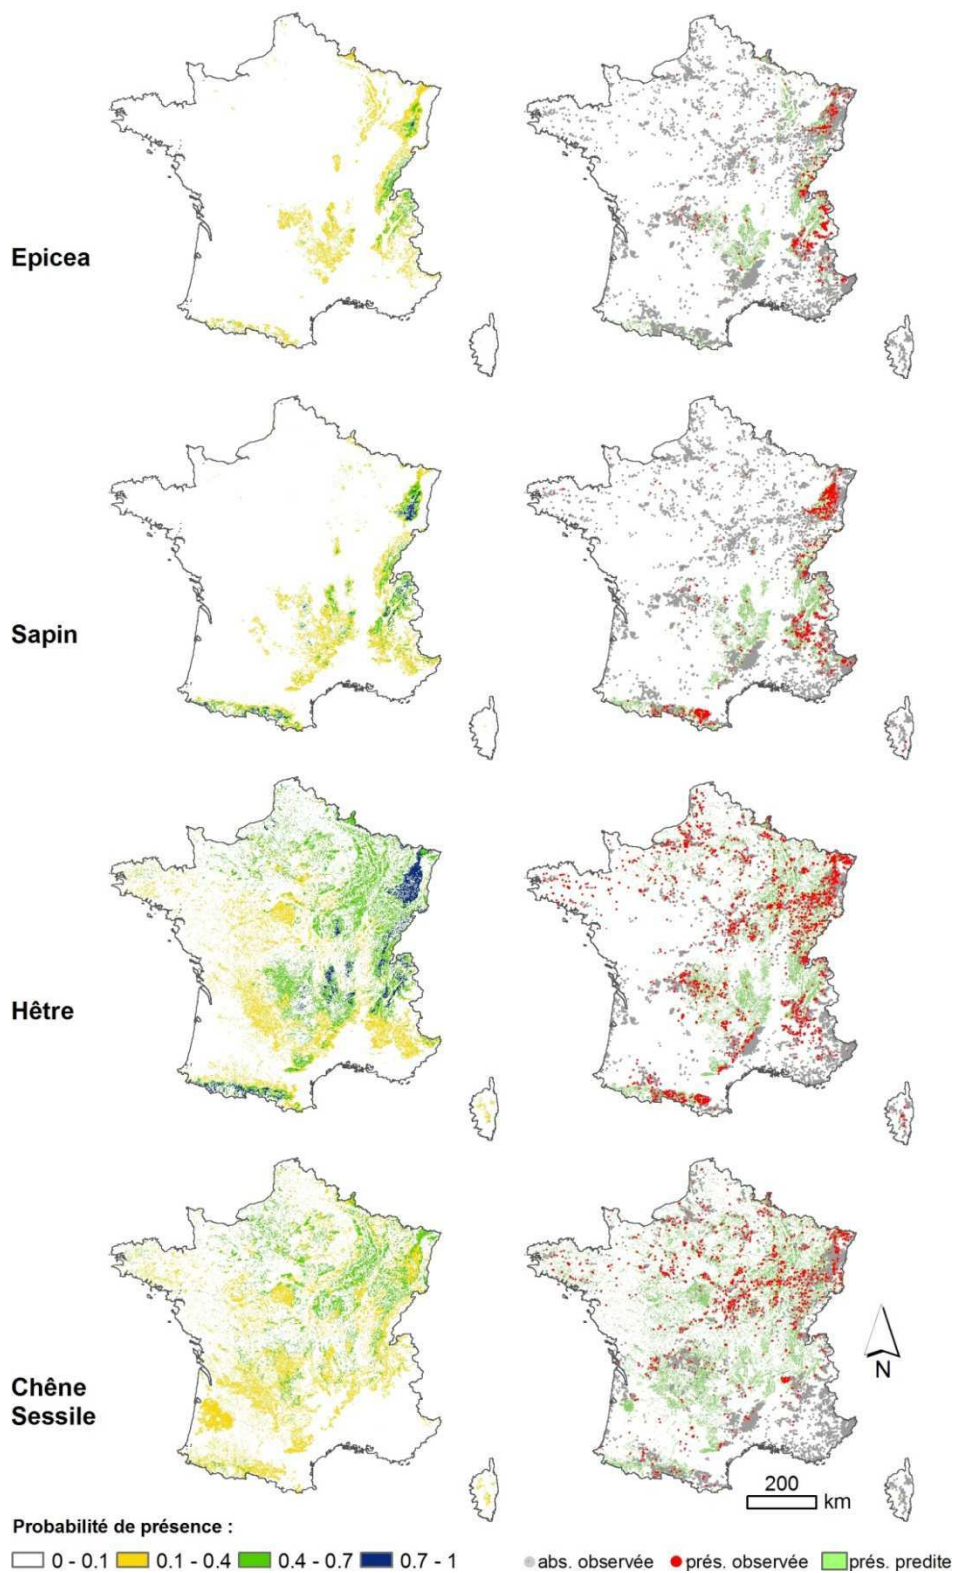 Epicea
Sapin
Hêtre
Chêne
Sessile
N
200
km
Probabilité de présence :
0 - 0.1 0.1 - 0.4 0.4 - 0.7 0.7 - 1
abs. observée prés. observée prés. predite